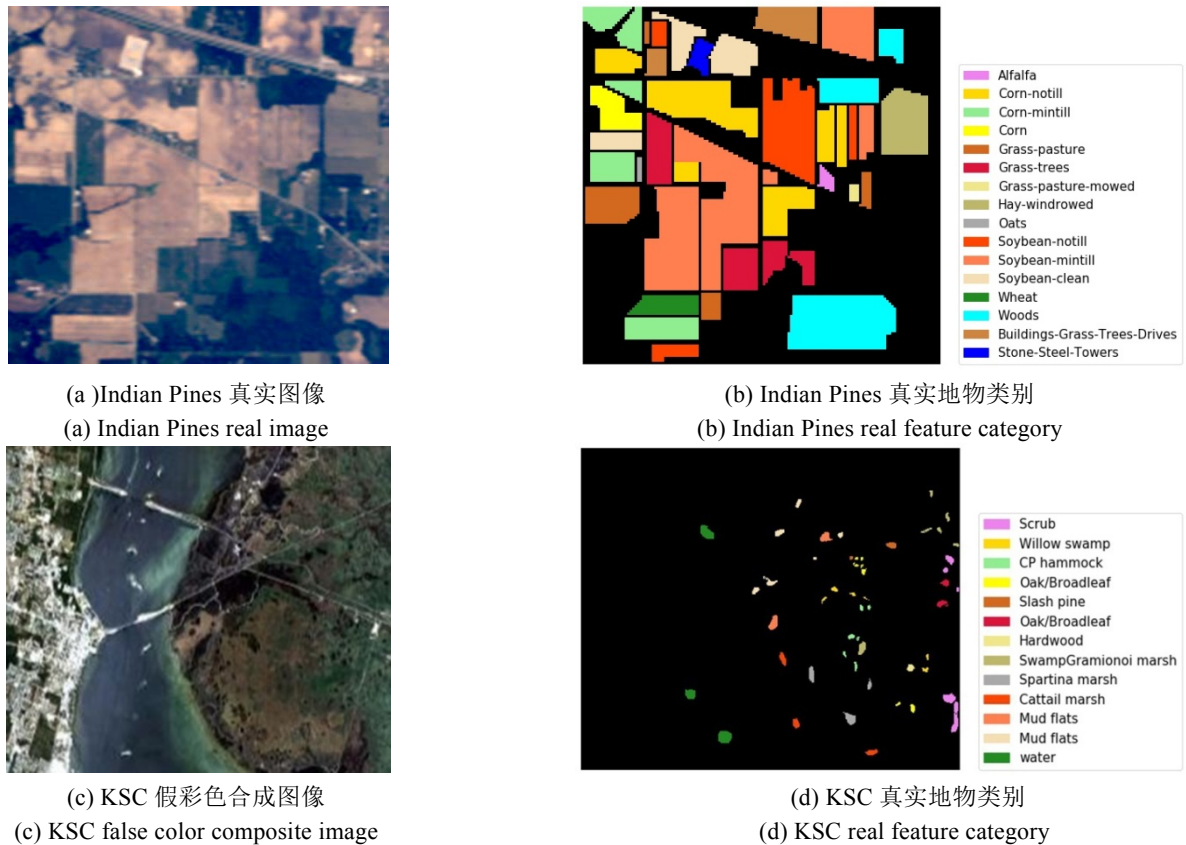 Alfalfa
Corn-notill
Corn-mintill
Corn
Grass-pasture
Grass-trees
Grass-pasture-mowed
Hay-windrowed
Oats
Soybean-notill
Soybean-mintill
Soybean-clean
Wheat
Woods
Buildings-Grass-Trees-Drives
Stone-Steel-Towers
(a )Indian Pines 真实图像
(a) Indian Pines real image
(b) Indian Pines 真实地物类别
(b) Indian Pines real feature category
Scrub
Willow swamp
CP hammock
Oak/Broadleaf
Slash pine
Oak/Broadleaf
Hardwood
SwampGramionoi marsh
Spartina marsh
Cattail marsh
Mud flats
Mud flats
water
(c) KSC 假彩色合成图像
(c) KSC false color composite image
(d) KSC 真实地物类别
(d) KSC real feature category